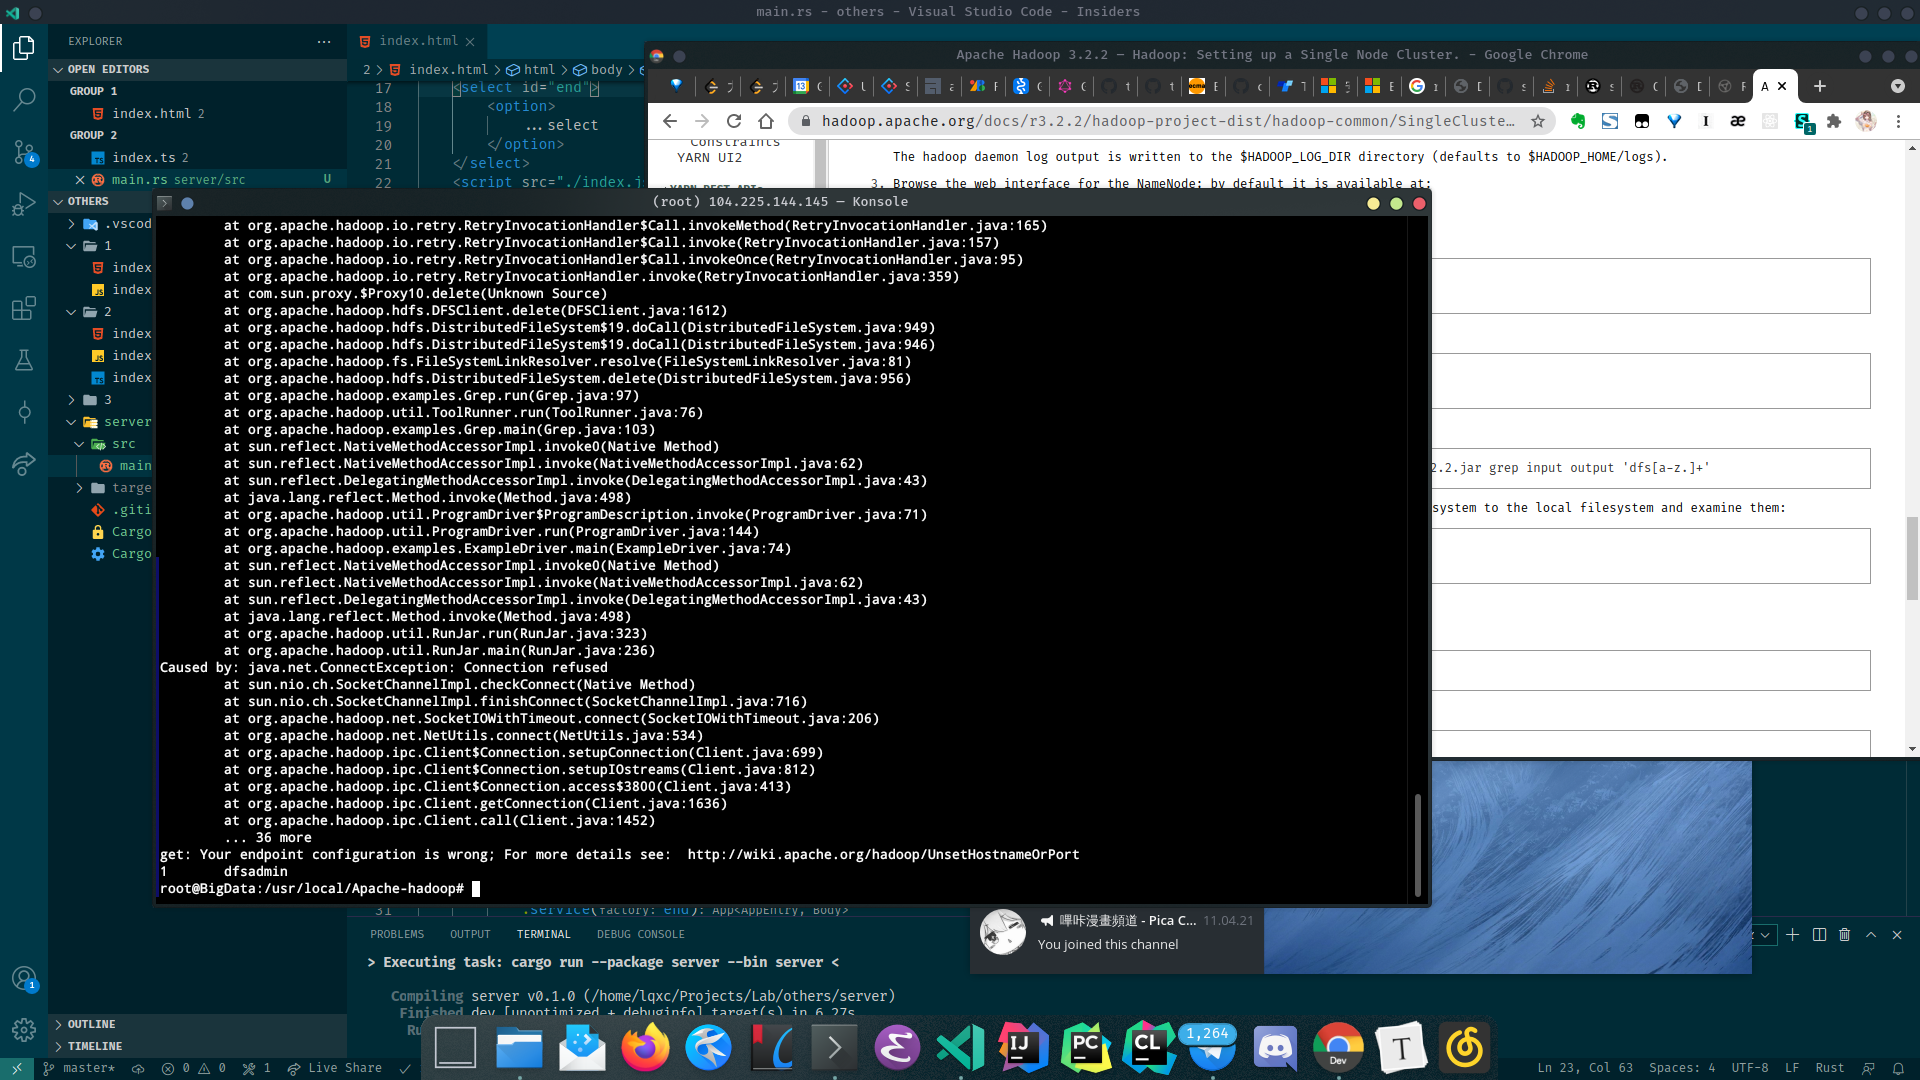 main.rs - others - Visual Studio Code - Insiders
EXPLORER
index.html
OPEN EDITORS
GROUP 1
index.html 2
GROUP 2
index.ts 2
main.rs server/src U
OTHERS
.vscod
1
index
index
2
index
index
index
3
server
src
main
targe
.giti
Cargo
Cargo
OUTLINE
TIMELINE
2 > index.html > html > body >
17 <select id="end">
18 <option>
19 ...select
20 </option>
21 </select>
22 <script src="./index.j
Apache Hadoop 3.2.2 – Hadoop: Setting up a Single Node Cluster. - Google Chrome
hadoop.apache.org/docs/r3.2.2/hadoop-project-dist/hadoop-common/SingleCluste…
Constraints
YARN UI2
The hadoop daemon log output is written to the $HADOOP_LOG_DIR directory (defaults to $HADOOP_HOME/logs).
3. Browse the web interface for the NameNode; by default it is available at:
2.2.jar grep input output 'dfs[a-z.]+'
system to the local filesystem and examine them:
(root) 104.225.144.145 — Konsole
at org.apache.hadoop.io.retry.RetryInvocationHandler$Call.invokeMethod(RetryInvocationHandler.java:165)
at org.apache.hadoop.io.retry.RetryInvocationHandler$Call.invoke(RetryInvocationHandler.java:157)
at org.apache.hadoop.io.retry.RetryInvocationHandler$Call.invokeOnce(RetryInvocationHandler.java:95)
at org.apache.hadoop.io.retry.RetryInvocationHandler.invoke(RetryInvocationHandler.java:359)
at com.sun.proxy.$Proxy10.delete(Unknown Source)
at org.apache.hadoop.hdfs.DFSClient.delete(DFSClient.java:1612)
at org.apache.hadoop.hdfs.DistributedFileSystem$19.doCall(DistributedFileSystem.java:949)
at org.apache.hadoop.hdfs.DistributedFileSystem$19.doCall(DistributedFileSystem.java:946)
at org.apache.hadoop.fs.FileSystemLinkResolver.resolve(FileSystemLinkResolver.java:81)
at org.apache.hadoop.hdfs.DistributedFileSystem.delete(DistributedFileSystem.java:956)
at org.apache.hadoop.examples.Grep.run(Grep.java:97)
at org.apache.hadoop.util.ToolRunner.run(ToolRunner.java:76)
at org.apache.hadoop.examples.Grep.main(Grep.java:103)
at sun.reflect.NativeMethodAccessorImpl.invoke0(Native Method)
at sun.reflect.NativeMethodAccessorImpl.invoke(NativeMethodAccessorImpl.java:62)
at sun.reflect.DelegatingMethodAccessorImpl.invoke(DelegatingMethodAccessorImpl.java:43)
at java.lang.reflect.Method.invoke(Method.java:498)
at org.apache.hadoop.util.ProgramDriver$ProgramDescription.invoke(ProgramDriver.java:71)
at org.apache.hadoop.util.ProgramDriver.run(ProgramDriver.java:144)
at org.apache.hadoop.examples.ExampleDriver.main(ExampleDriver.java:74)
at sun.reflect.NativeMethodAccessorImpl.invoke0(Native Method)
at sun.reflect.NativeMethodAccessorImpl.invoke(NativeMethodAccessorImpl.java:62)
at sun.reflect.DelegatingMethodAccessorImpl.invoke(DelegatingMethodAccessorImpl.java:43)
at java.lang.reflect.Method.invoke(Method.java:498)
at org.apache.hadoop.util.RunJar.run(RunJar.java:323)
at org.apache.hadoop.util.RunJar.main(RunJar.java:236)
Caused by: java.net.ConnectException: Connection refused
at sun.nio.ch.SocketChannelImpl.checkConnect(Native Method)
at sun.nio.ch.SocketChannelImpl.finishConnect(SocketChannelImpl.java:716)
at org.apache.hadoop.net.SocketIOWithTimeout.connect(SocketIOWithTimeout.java:206)
at org.apache.hadoop.net.NetUtils.connect(NetUtils.java:534)
at org.apache.hadoop.ipc.Client$Connection.setupConnection(Client.java:699)
at org.apache.hadoop.ipc.Client$Connection.setupIOstreams(Client.java:812)
at org.apache.hadoop.ipc.Client$Connection.access$3800(Client.java:413)
at org.apache.hadoop.ipc.Client.getConnection(Client.java:1636)
at org.apache.hadoop.ipc.Client.call(Client.java:1452)
... 36 more
get: Your endpoint configuration is wrong; For more details see: http://wiki.apache.org/hadoop/UnsetHostnameOrPort
1 dfsadmin
root@BigData:/usr/local/Apache-hadoop#
31 .service(factory: end): App<AppEntry, Body>
PROBLEMS OUTPUT TERMINAL DEBUG CONSOLE
> Executing task: cargo run --package server --bin server <
Compiling server v0.1.0 (/home/lqxc/Projects/Lab/others/server)
Finished dev [unoptimized + debuginfo] target(s) in 6.27s
Ru
嗶咔漫畫頻道 - Pica C... 11.04.21
You joined this channel
IJ
PC
CL
1,264
Dev
T
master* 0 0 1 Live Share
Ln 23, Col 63 Spaces: 4 UTF-8 LF Rust